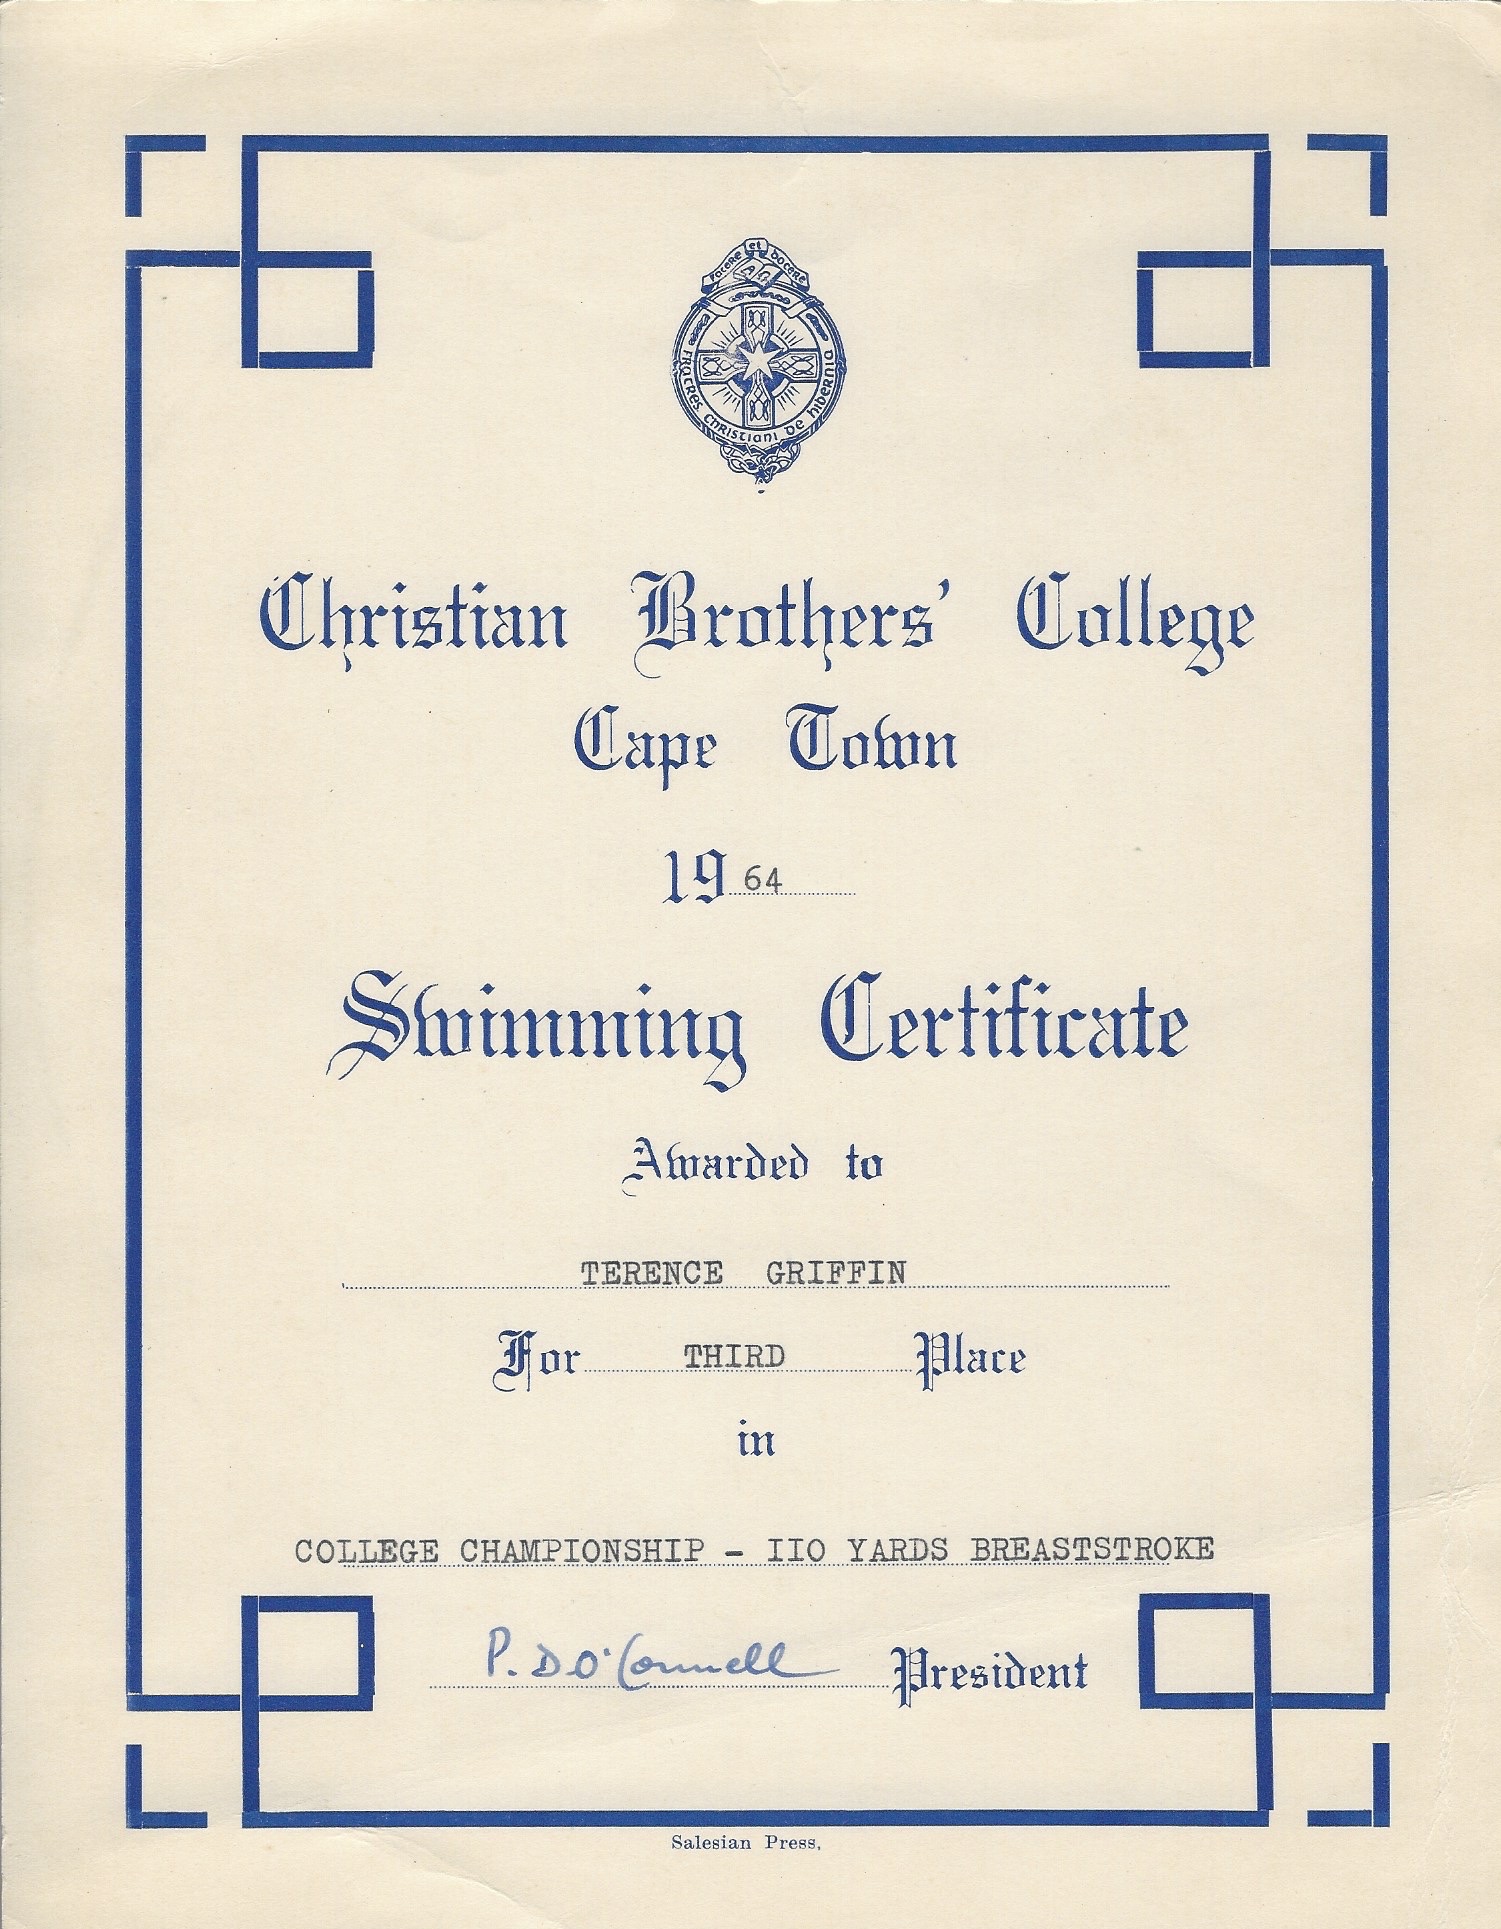 Facere et Docere
Fratres Christiani de Hibernia
Christian Brothers' College
Cape Town
19 64
Swimming Certificate
Awarded to
TERENCE GRIFFIN
For THIRD Place
in
COLLEGE CHAMPIONSHIP - IIO YARDS BREASTSTROKE
P. D O'Connell President
Salesian Press,